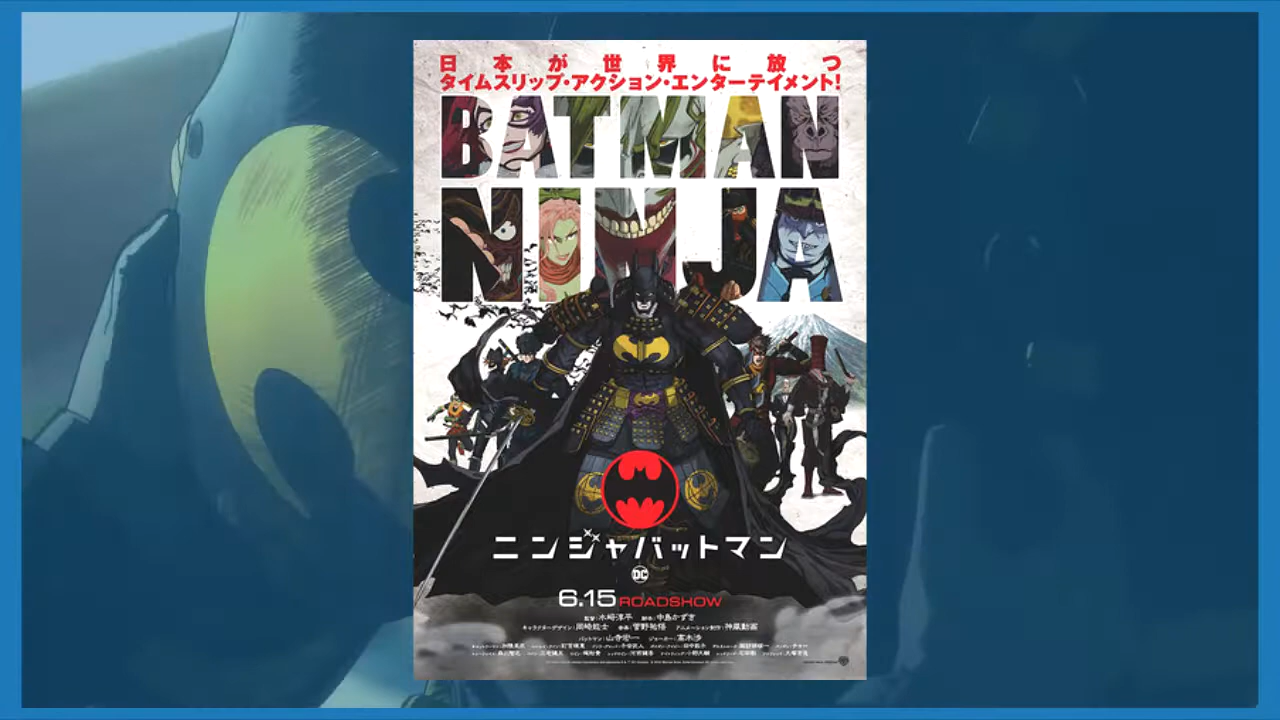 日本が世界に放つ
タイムスリップ・アクション・エンターテイメント!
BATMAN
NINJA
ニンジャバットマン
DC
6.15 ROADSHOW
監督:水﨑淳平 脚本:中島かずき
キャラクターデザイン:岡崎能士 音楽:菅野祐悟 アニメーション制作:神風動画
バットマン:山寺宏一 ジョーカー:高木渉